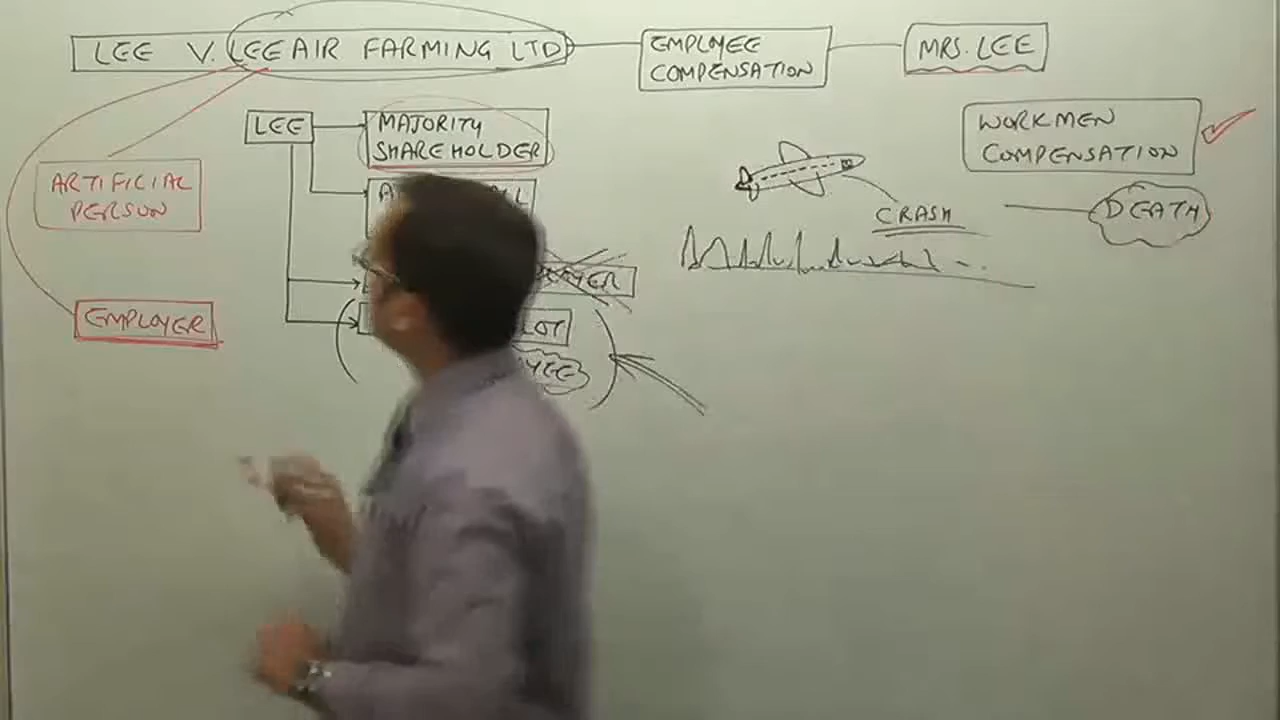 LEE V. LEE AIR FARMING LTD
EMPLOYEE
COMPENSATION
MRS. LEE
LEE
MAJORITY
SHAREHOLDER
WORKMEN
COMPENSATION
ARTIFICIAL
PERSON
CRASH
DEATH
EMPLOYER